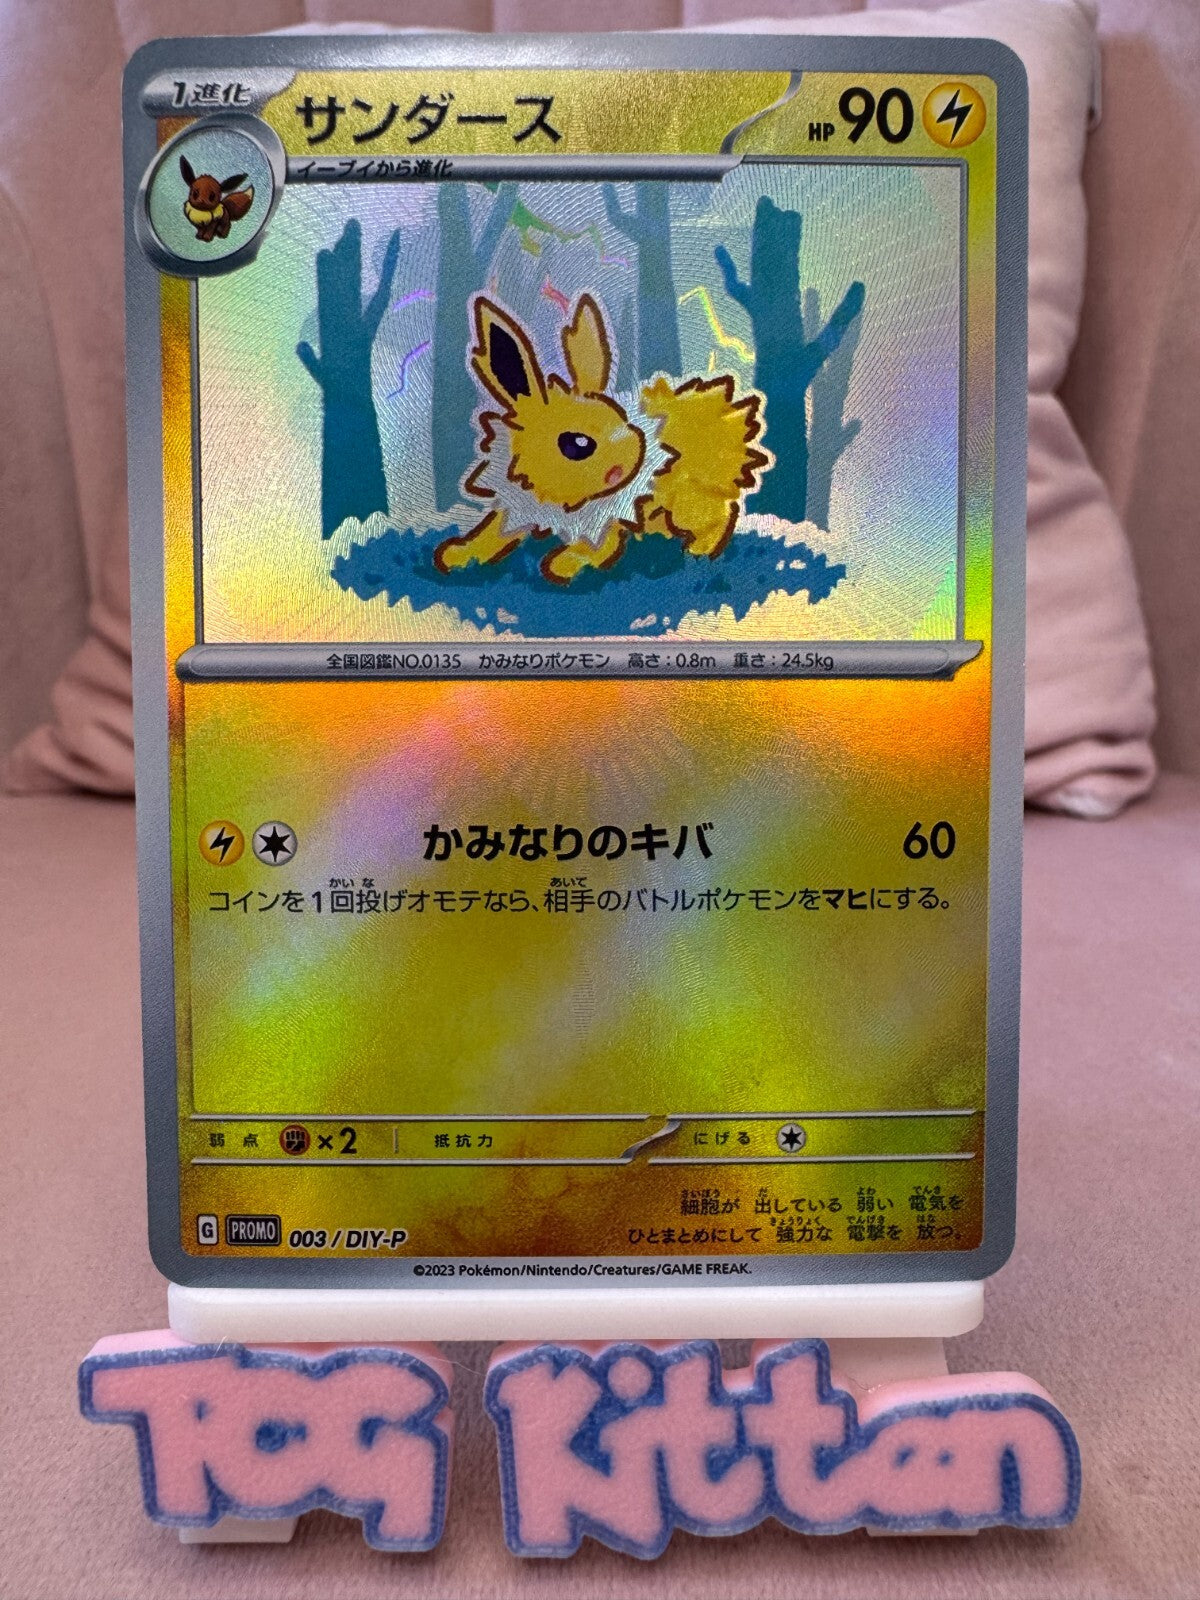 1進化
サンダース
HP 90
イーブイから進化
全国図鑑NO.0135 かみなりポケモン 高さ:0.8m 重さ:24.5kg
かみなりのキバ 60
コインを1回投げオモテなら、相手のバトルポケモンをマヒにする。
弱点 ×2 抵抗力 にげる
細胞が 出している 弱い 電気を
ひとまとめにして 強力な 電撃を 放つ。
G PROMO 003/DIY-P
©2023 Pokémon/Nintendo/Creatures/GAME FREAK.
TCG Kitton